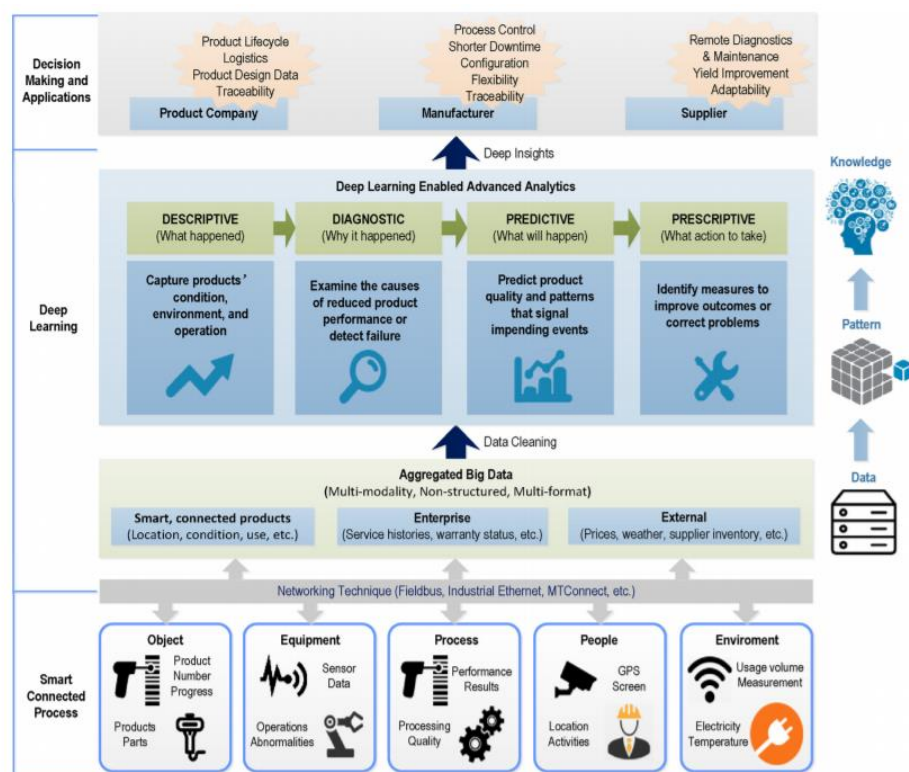 Decision
Making and
Applications
Product Lifecycle
Logistics
Product Design Data
Traceability
Product Company
Process Control
Shorter Downtime
Configuration
Flexibility
Traceability
Manufacturer
Remote Diagnostics
& Maintenance
Yield Improvement
Adaptability
Supplier
Deep Insights
Deep
Learning
Deep Learning Enabled Advanced Analytics
DESCRIPTIVE
(What happened)
DIAGNOSTIC
(Why it happened)
PREDICTIVE
(What will happen)
PRESCRIPTIVE
(What action to take)
Capture products'
condition,
environment, and
operation
Examine the causes
of reduced product
performance or
detect failure
Predict product
quality and patterns
that signal
impending events
Identify measures to
improve outcomes or
correct problems
Data Cleaning
Aggregated Big Data
(Multi-modality, Non-structured, Multi-format)
Smart, connected products
(Location, condition, use, etc.)
Enterprise
(Service histories, warranty status, etc.)
External
(Prices, weather, supplier inventory, etc.)
Knowledge
Pattern
Data
Networking Technique (Fieldbus, Industrial Ethernet, MTConnect, etc.)
Smart
Connected
Process
Object
Product
Number
Progress
Products
Parts
Equipment
Sensor
Data
Operations
Abnormalities
Process
Performance
Results
Processing
Quality
People
GPS
Screen
Location
Activities
Enviroment
Usage volume
Measurement
Electricity
Temperature